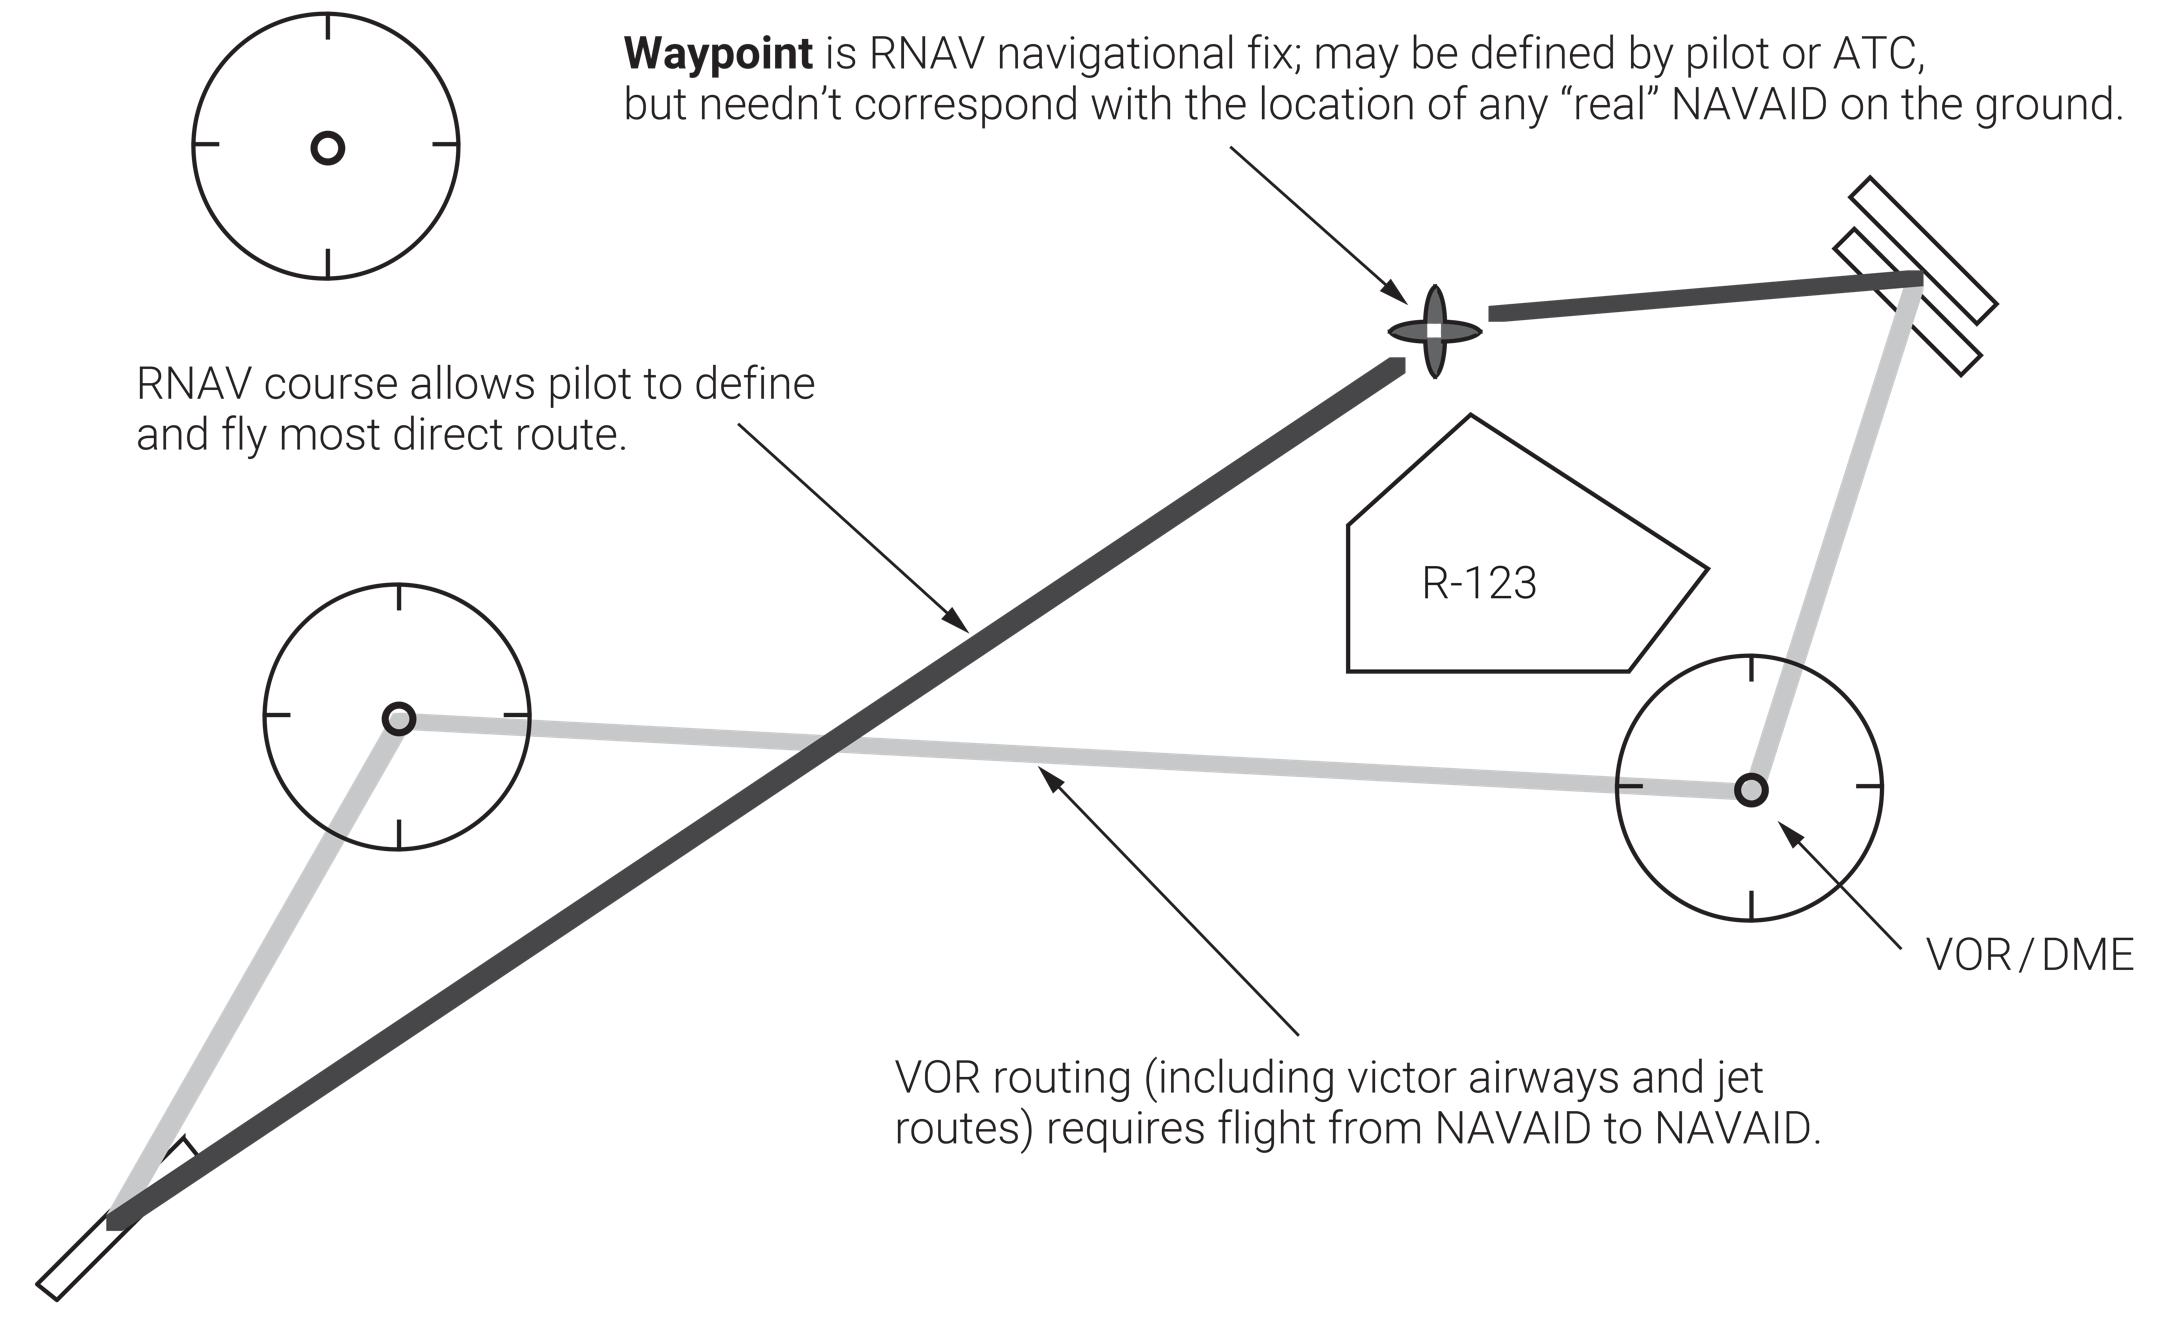 Waypoint is RNAV navigational fix; may be defined by pilot or ATC,
but needn’t correspond with the location of any “real” NAVAID on the ground.
RNAV course allows pilot to define
and fly most direct route.
R-123
VOR/DME
VOR routing (including victor airways and jet
routes) requires flight from NAVAID to NAVAID.